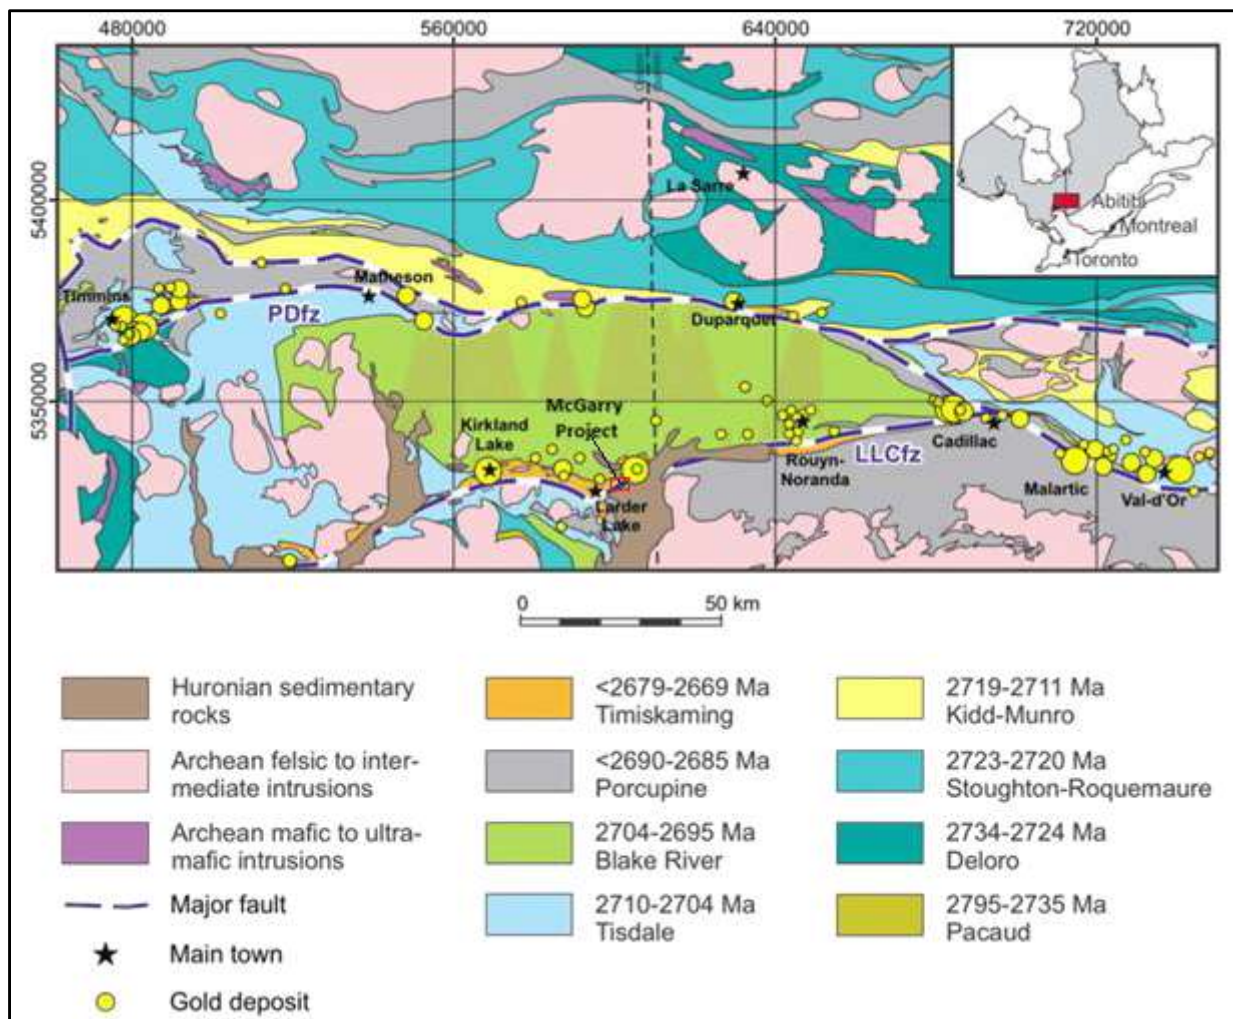 480000
560000
640000
720000
5400000
5350000
La Sarre
Abitibi
Montreal
Toronto
Timmins
Matheson
PDfz
Duparquet
McGarry
Project
Kirkland
Lake
Larder
Lake
Rouyn-
Noranda
LLCfz
Cadillac
Malartic
Val-d'Or
0
50 km
Huronian sedimentary
rocks
Archean felsic to inter-
mediate intrusions
Archean mafic to ultra-
mafic intrusions
Major fault
Main town
Gold deposit
<2679-2669 Ma
Timiskaming
<2690-2685 Ma
Porcupine
2704-2695 Ma
Blake River
2710-2704 Ma
Tisdale
2719-2711 Ma
Kidd-Munro
2723-2720 Ma
Stoughton-Roquemaure
2734-2724 Ma
Deloro
2795-2735 Ma
Pacaud